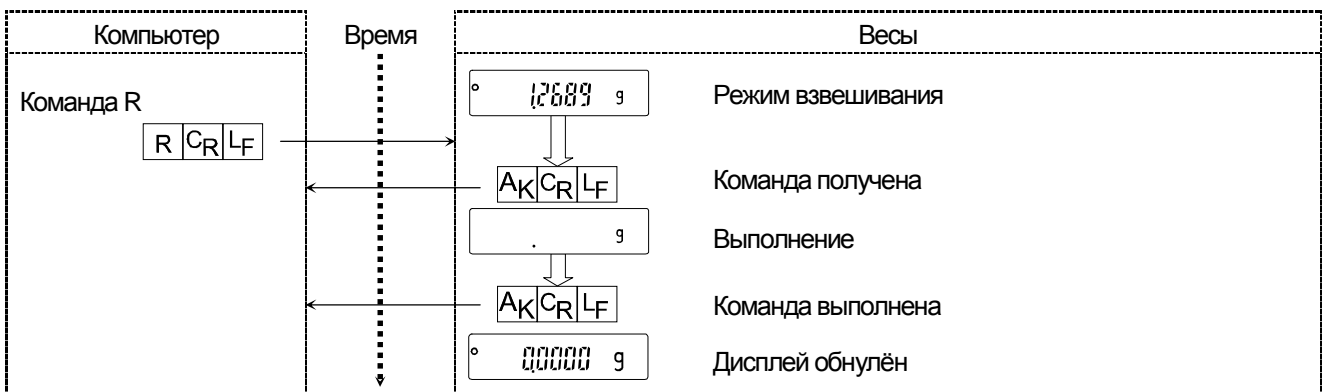 Компьютер Время Весы
1.2689 g Режим взвешивания
Команда R
R CR LF
AK CR LF Команда получена
. g Выполнение
AK CR LF Команда выполнена
0.0000 g Дисплей обнулён